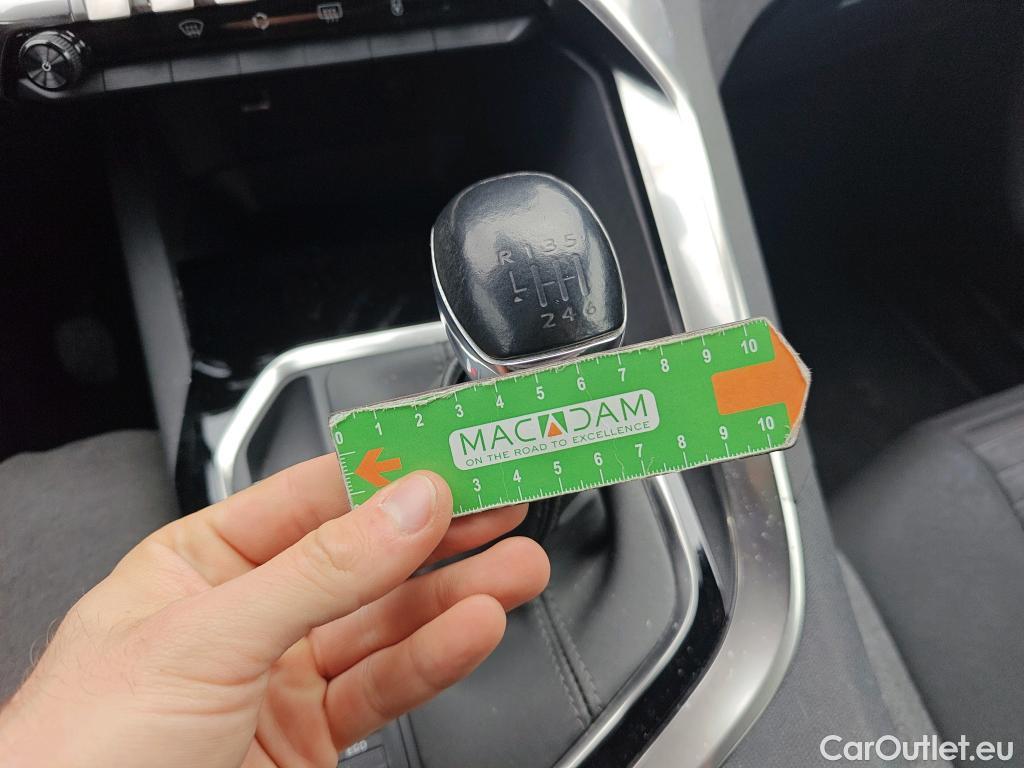 R 1 3 5
2 4 6
0 1 2 3 4 5 6 7 8 9 10
MACADAM
ON THE ROAD TO EXCELLENCE
3 4 5 6 7 8 9 10
ECO
CarOutlet.eu